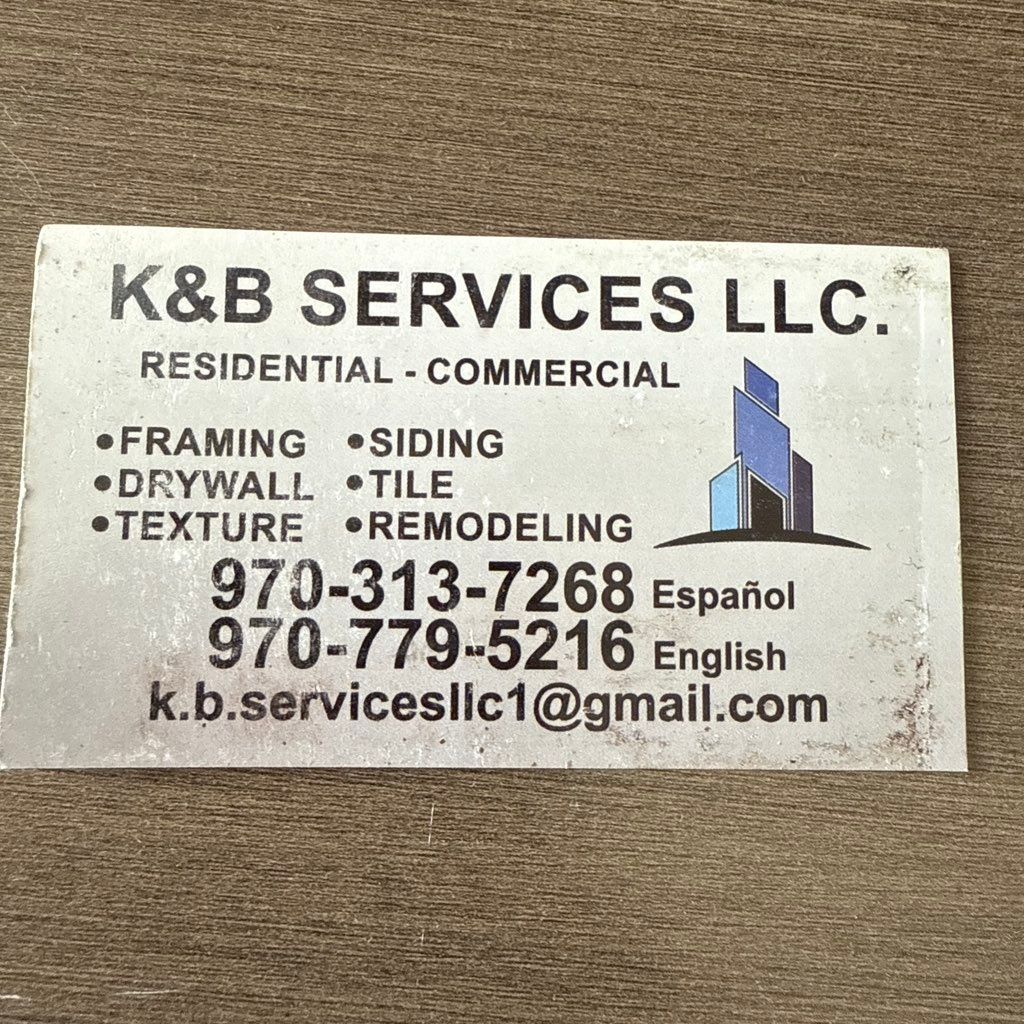 K&B SERVICES LLC.
RESIDENTIAL - COMMERCIAL
•FRAMING •SIDING
•DRYWALL •TILE
•TEXTURE •REMODELING
970-313-7268 Español
970-779-5216 English
k.b.servicesllc1@gmail.com